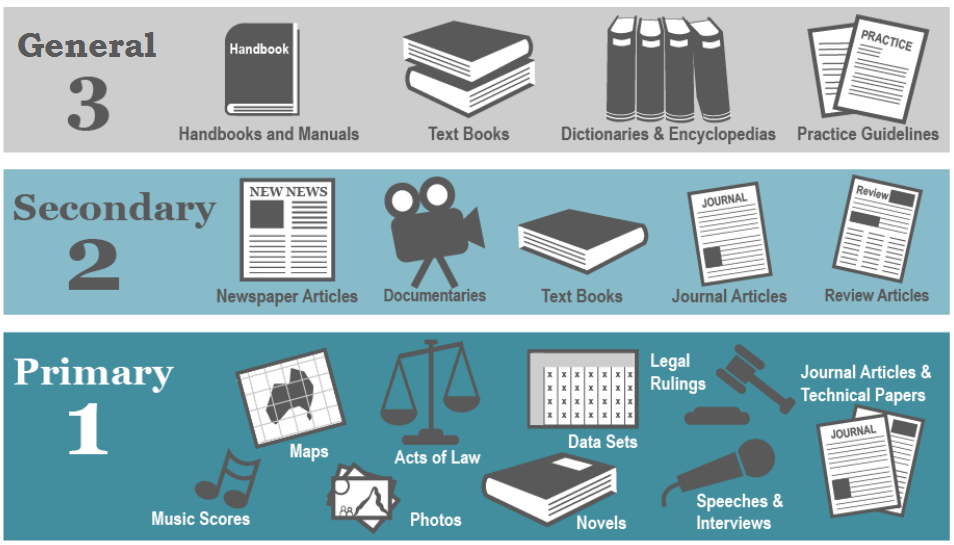 General
3
Handbook
Handbooks and Manuals
Text Books
Dictionaries & Encyclopedias
PRACTICE
Practice Guidelines
Secondary
2
NEW NEWS
Newspaper Articles
Documentaries
Text Books
JOURNAL
Journal Articles
Review
Review Articles
Primary
1
Maps
Acts of Law
x x x x x x x
x x x x x x x
x x x x x x x
x x x x x x x
Data Sets
Legal
Rulings
Journal Articles &
Technical Papers
JOURNAL
Music Scores
Photos
Novels
Speeches &
Interviews